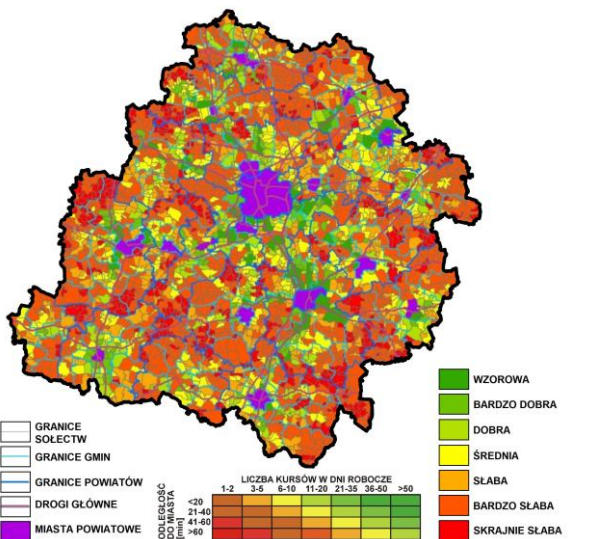 WZOROWA
BARDZO DOBRA
DOBRA
ŚREDNIA
SŁABA
BARDZO SŁABA
SKRAJNIE SŁABA
GRANICE
SOŁECTW
GRANICE GMIN
GRANICE POWIATÓW
DROGI GŁÓWNE
MIASTA POWIATOWE
LICZBA KURSÓW W DNI ROBOCZE
1-2 3-5 6-10 11-20 21-35 36-50 >50
ODLEGŁOŚĆ
DO MIASTA
[min]
<20
21-40
41-60
>60